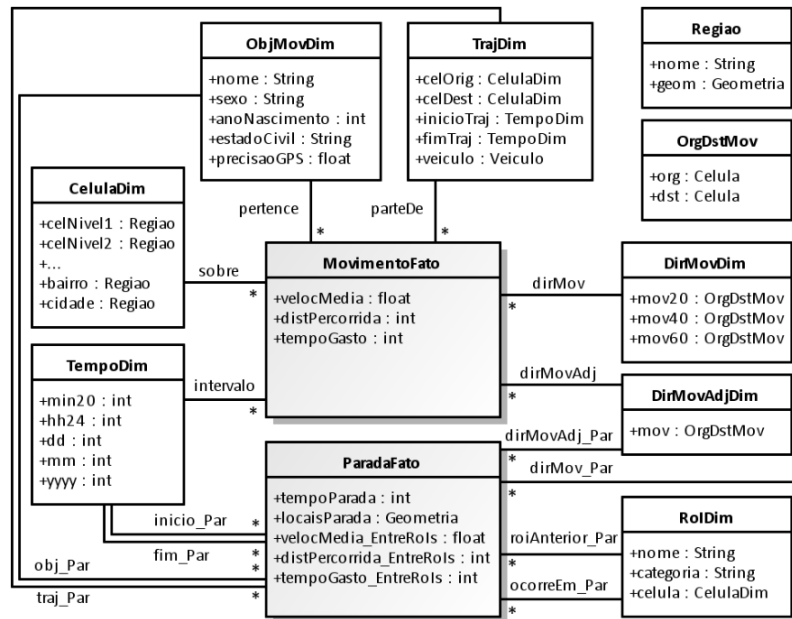 ObjMovDim
+nome : String
+sexo : String
+anoNascimento : int
+estadoCivil : String
+precisaoGPS : float
TrajDim
+celOrig : CelulaDim
+celDest : CelulaDim
+inicioTraj : TempoDim
+fimTraj : TempoDim
+veiculo : Veiculo
Regiao
+nome : String
+geom : Geometria
OrgDstMov
+org : Celula
+dst : Celula
CelulaDim
+celNivel1 : Regiao
+celNivel2 : Regiao
+...
+bairro : Regiao
+cidade : Regiao
pertence
*
parteDe
*
sobre
*
MovimentoFato
+velocMedia : float
+distPercorrida : int
+tempoGasto : int
dirMov
*
DirMovDim
+mov20 : OrgDstMov
+mov40 : OrgDstMov
+mov60 : OrgDstMov
TempoDim
+min20 : int
+hh24 : int
+dd : int
+mm : int
+yyyy : int
intervalo
*
dirMovAdj
*
DirMovAdjDim
+mov : OrgDstMov
dirMovAdj_Par
*
dirMov_Par
*
ParadaFato
+tempoParada : int
+locaisParada : Geometria
+velocMedia_EntreRoIs : float
+distPercorrida_EntreRoIs : int
+tempoGasto_EntreRoIs : int
inicio_Par
*
fim_Par
*
obj_Par
*
traj_Par
*
roiAnterior_Par
*
ocorreEm_Par
*
RoIDim
+nome : String
+categoria : String
+celula : CelulaDim